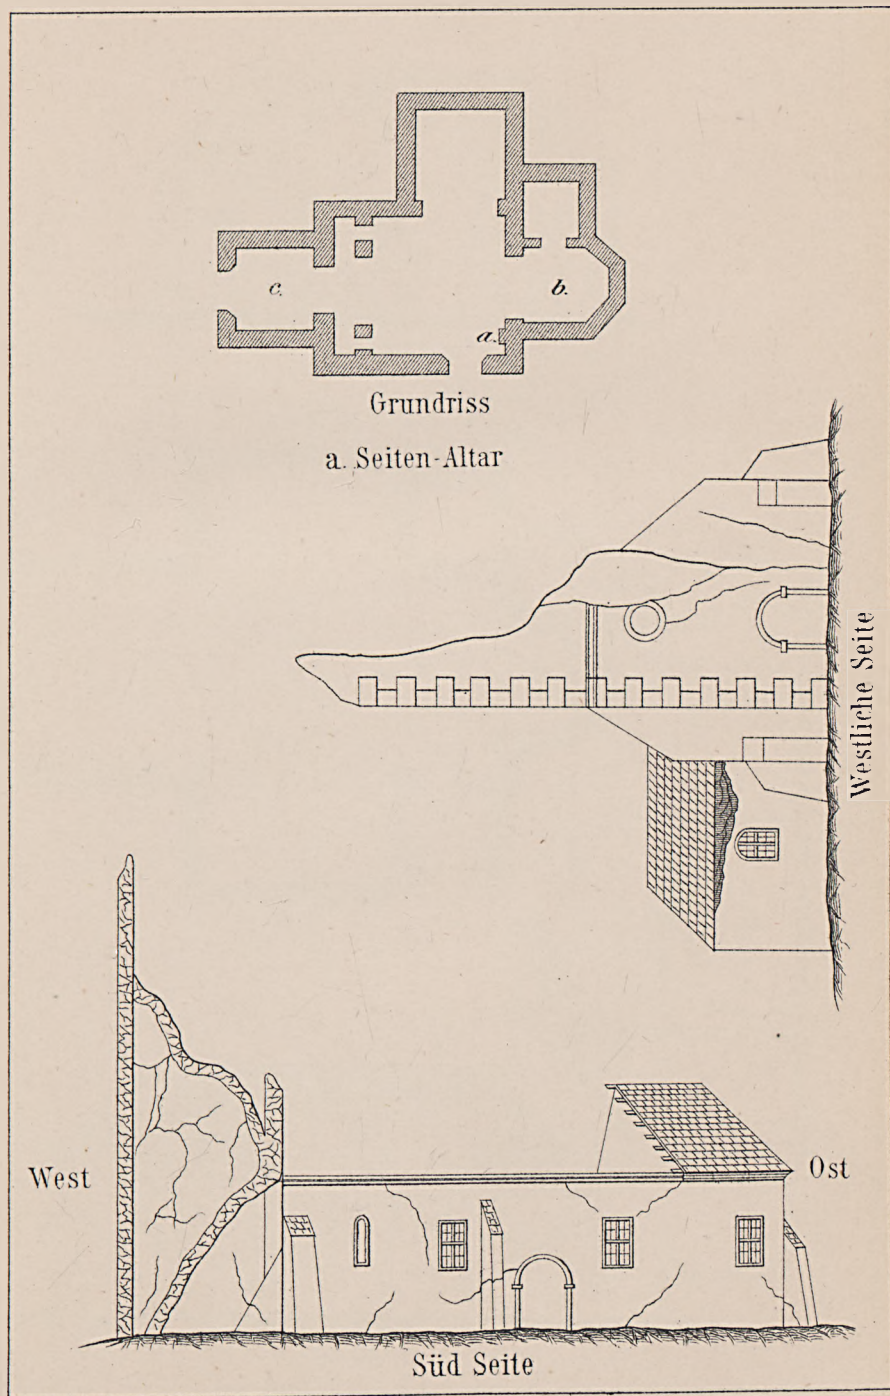 c.
b.
a.
Grundriss
a. Seiten-Altar
Westliche Seite
West
Ost
Süd Seite